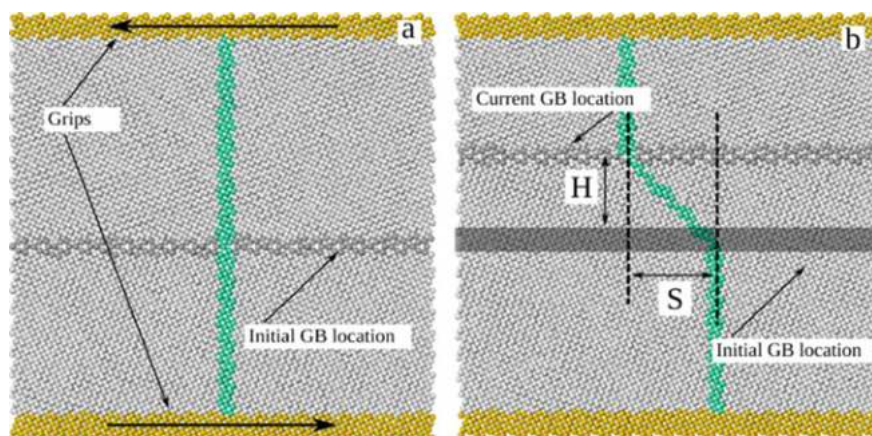 a
Grips
Initial GB location
b
Current GB location
H
S
Initial GB location